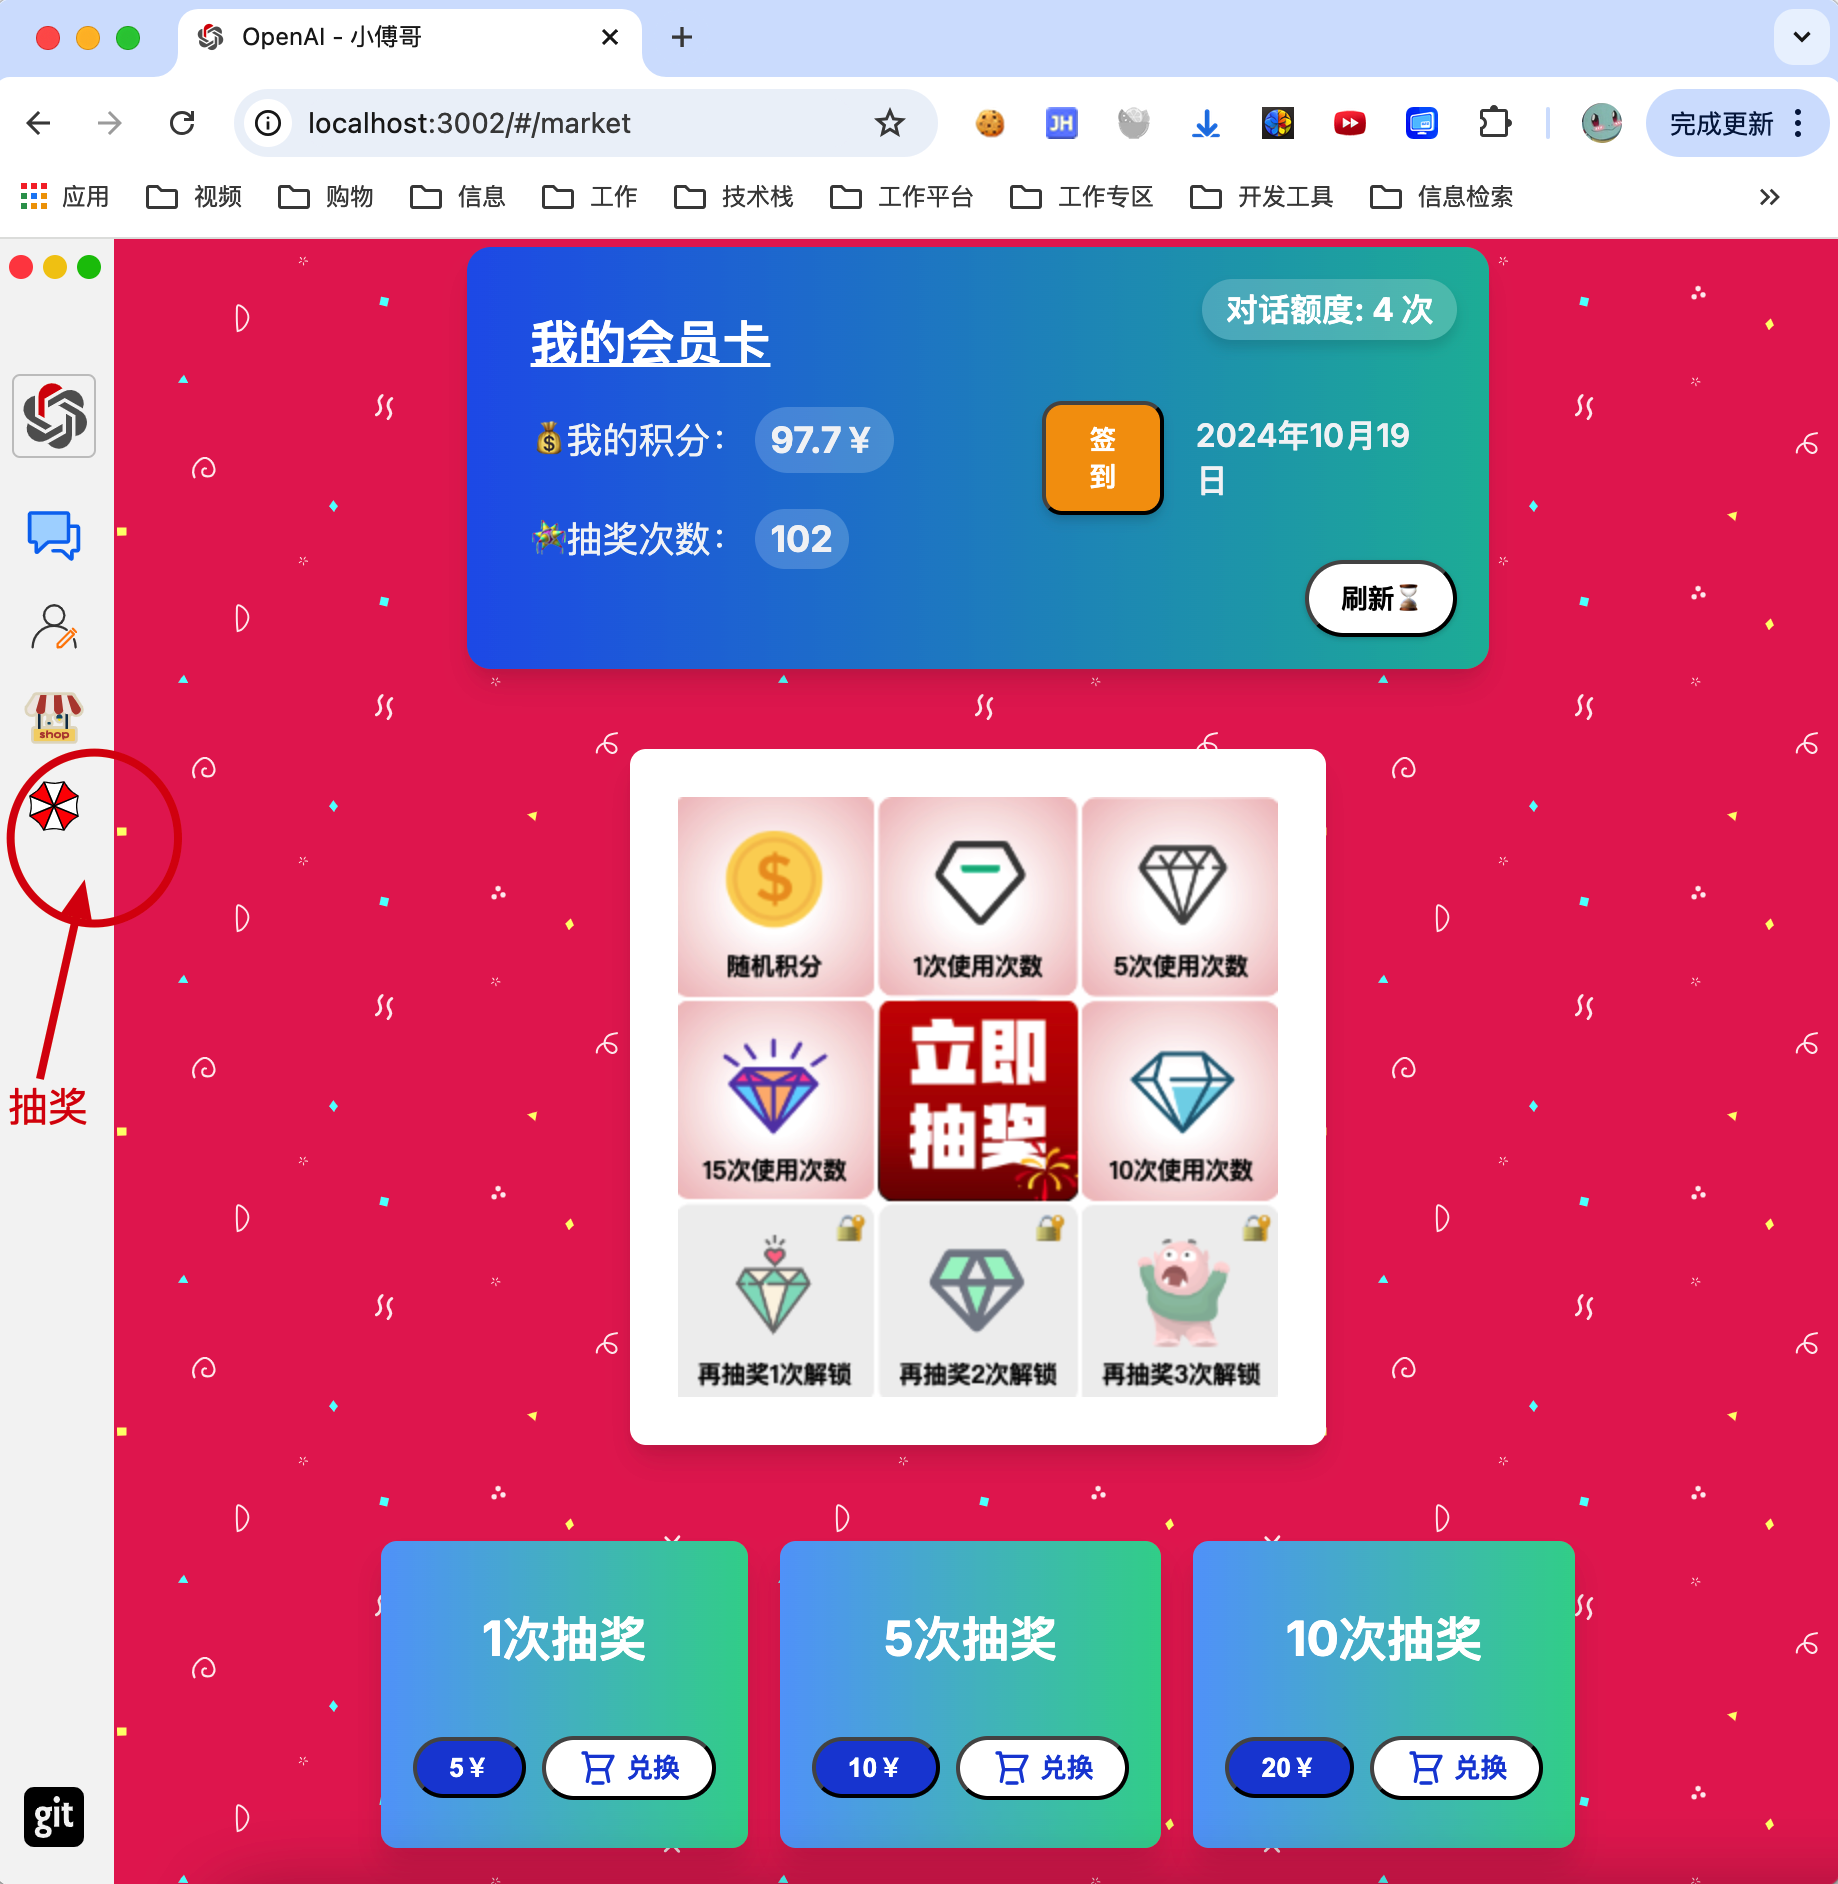 OpenAI - 小傅哥
localhost:3002/#/market
JH
完成更新
应用 视频 购物 信息 工作 技术栈 工作平台 工作专区 开发工具 信息检索
对话额度: 4 次
我的会员卡
💰我的积分： 97.7 ¥
签
到
2024年10月19
日
抽奖次数： 102
刷新⏳
shop
抽奖
随机积分
1次使用次数
5次使用次数
15次使用次数
立即
抽奖
10次使用次数
再抽奖1次解锁
再抽奖2次解锁
再抽奖3次解锁
1次抽奖
5 ¥ 兑换
5次抽奖
10 ¥ 兑换
10次抽奖
20 ¥ 兑换
git